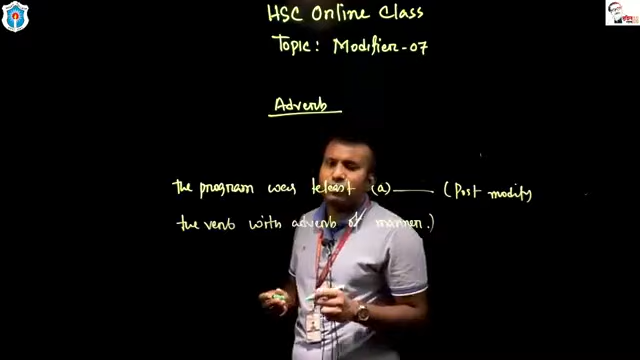 HSC Online Class
Topic: Modifier-07
Adverb
The program was telecast (a)—— (Post modify
the verb with adverb of manner.)